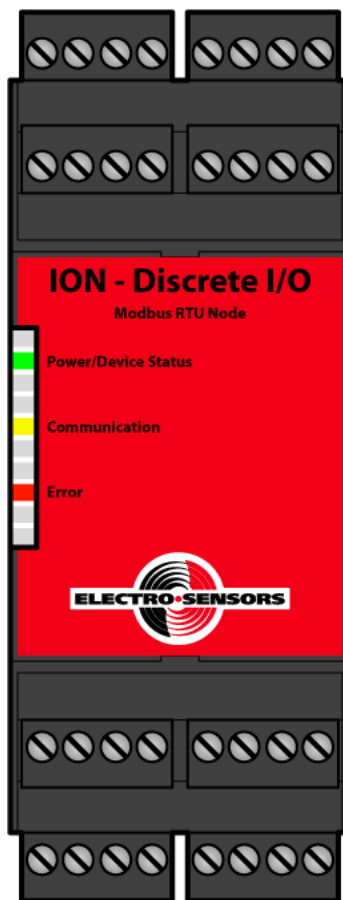 ION - Discrete I/O
Modbus RTU Node
Power/Device Status
Communication
Error
ELECTRO•SENSORS